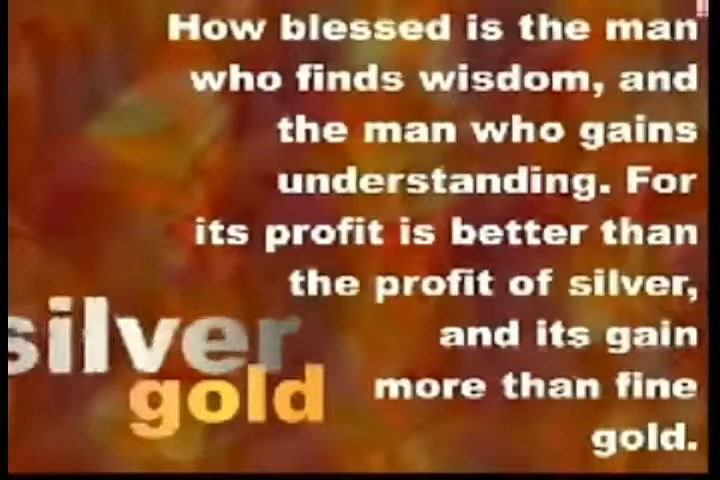 How blessed is the man
who finds wisdom, and
the man who gains
understanding. For
its profit is better than
the profit of silver,
and its gain
more than fine
gold.
silver
gold